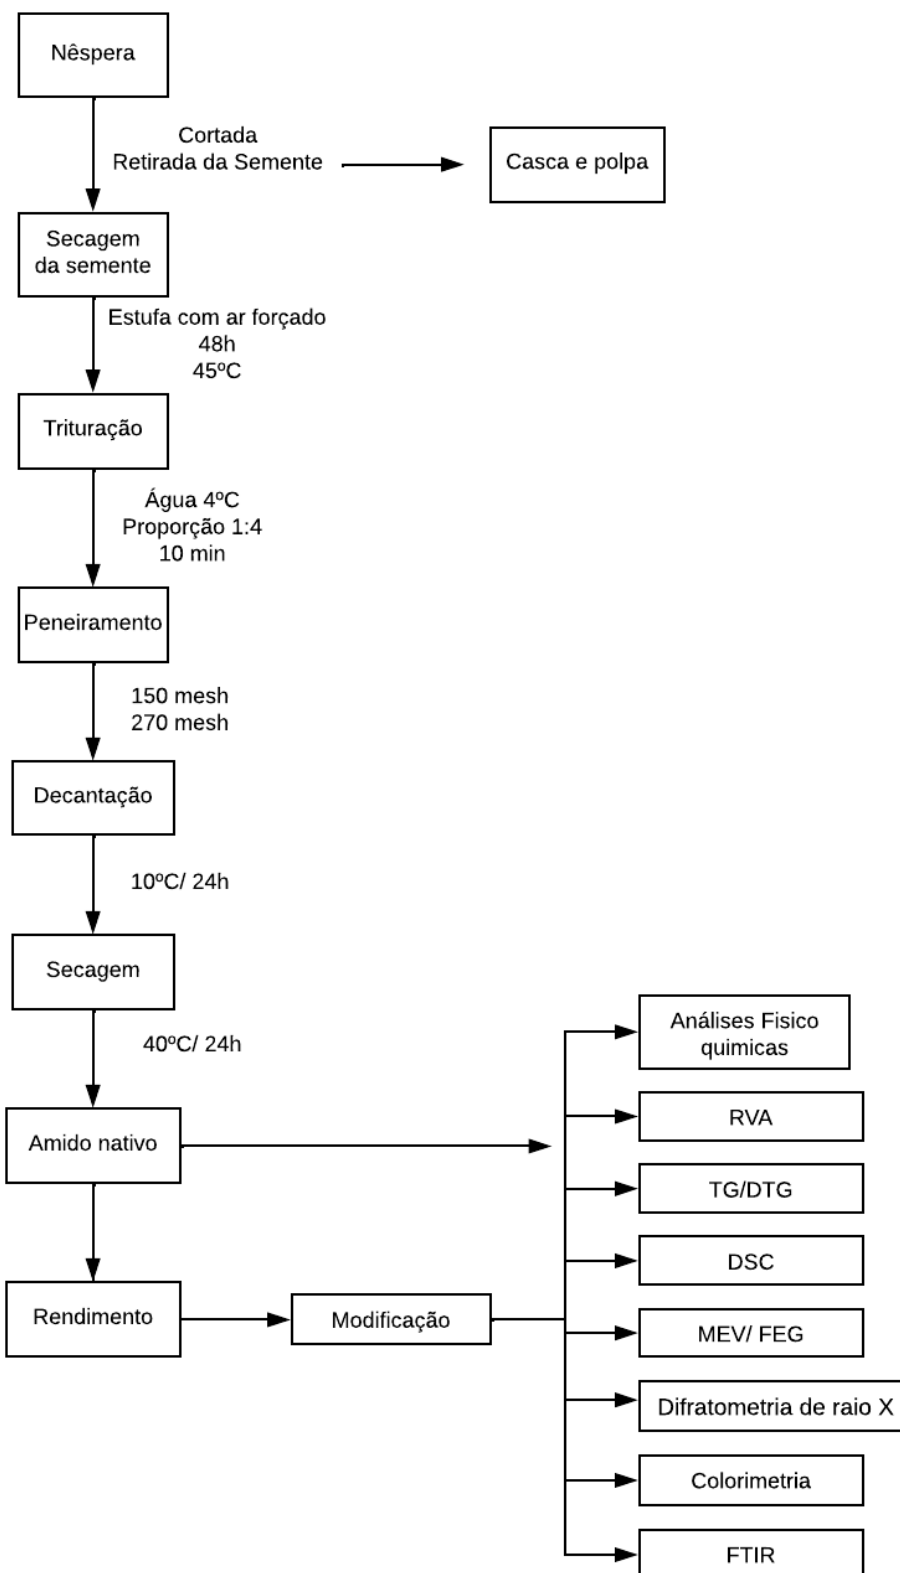 Nêspera
Cortada
Retirada da Semente
Casca e polpa
Secagem
da semente
Estufa com ar forçado
48h
45ºC
Trituração
Água 4ºC
Proporção 1:4
10 min
Peneiramento
150 mesh
270 mesh
Decantação
10ºC/ 24h
Secagem
40ºC/ 24h
Amido nativo
Rendimento
Modificação
Análises Fisico
quimicas
RVA
TG/DTG
DSC
MEV/ FEG
Difratometria de raio X
Colorimetria
FTIR